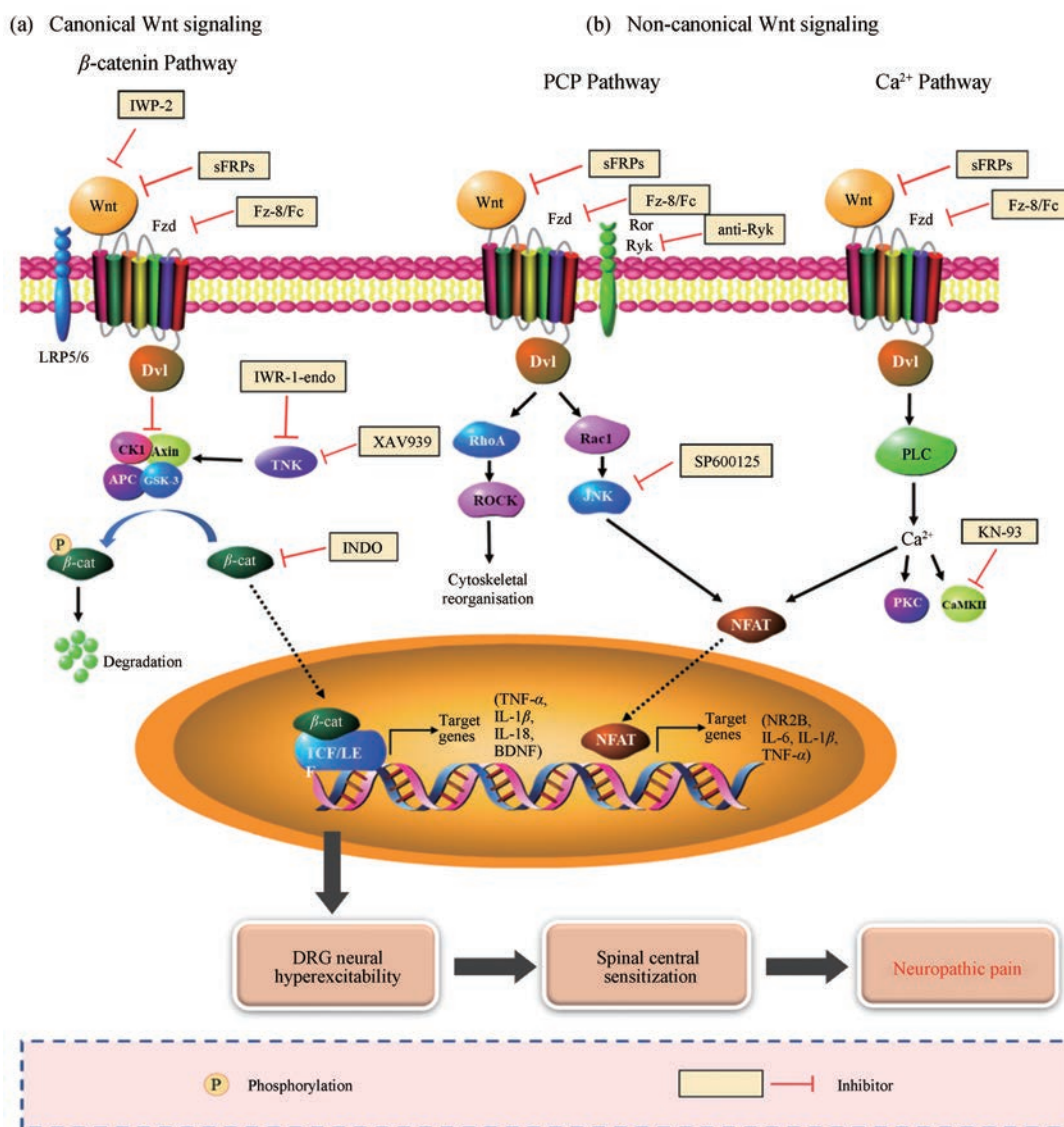 (a) Canonical Wnt signaling
(b) Non-canonical Wnt signaling
β-catenin Pathway
PCP Pathway
Ca²⁺ Pathway
IWP-2
sFRPs
Wnt
Fzd
Fz-8/Fc
LRP5/6
Dvl
IWR-1-endo
XAV939
CK1
Axin
APC
GSK-3
TNK
P
β-cat
β-cat
INDO
Degradation
sFRPs
Wnt
Fzd
Fz-8/Fc
Ror
Ryk
anti-Ryk
Dvl
RhoA
Rac1
ROCK
JNK
SP600125
Cytoskeletal
reorganisation
sFRPs
Wnt
Fzd
Fz-8/Fc
Dvl
PLC
Ca²⁺
KN-93
PKC
CaMKII
NFAT
β-cat
TCF/LE
F
Target
genes
(TNF-α,
IL-1β,
IL-18,
BDNF)
NFAT
Target
genes
(NR2B,
IL-6, IL-1β,
TNF-α)
DRG neural
hyperexcitability
Spinal central
sensitization
Neuropathic pain
P Phosphorylation
Inhibitor